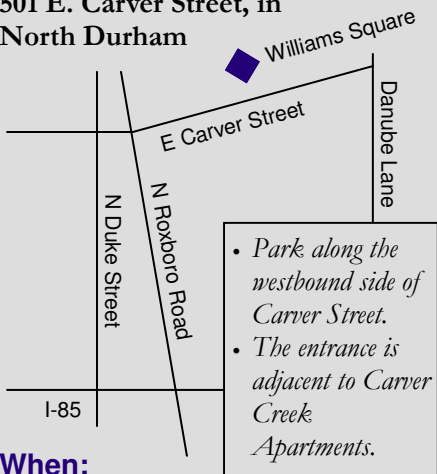 501 E. Carver Street, in
North Durham
Williams Square
E Carver Street
Danube Lane
N Duke Street
N Roxboro Road
• Park along the
westbound side of
Carver Street.
• The entrance is
adjacent to Carver
Creek
Apartments.
I-85
When: